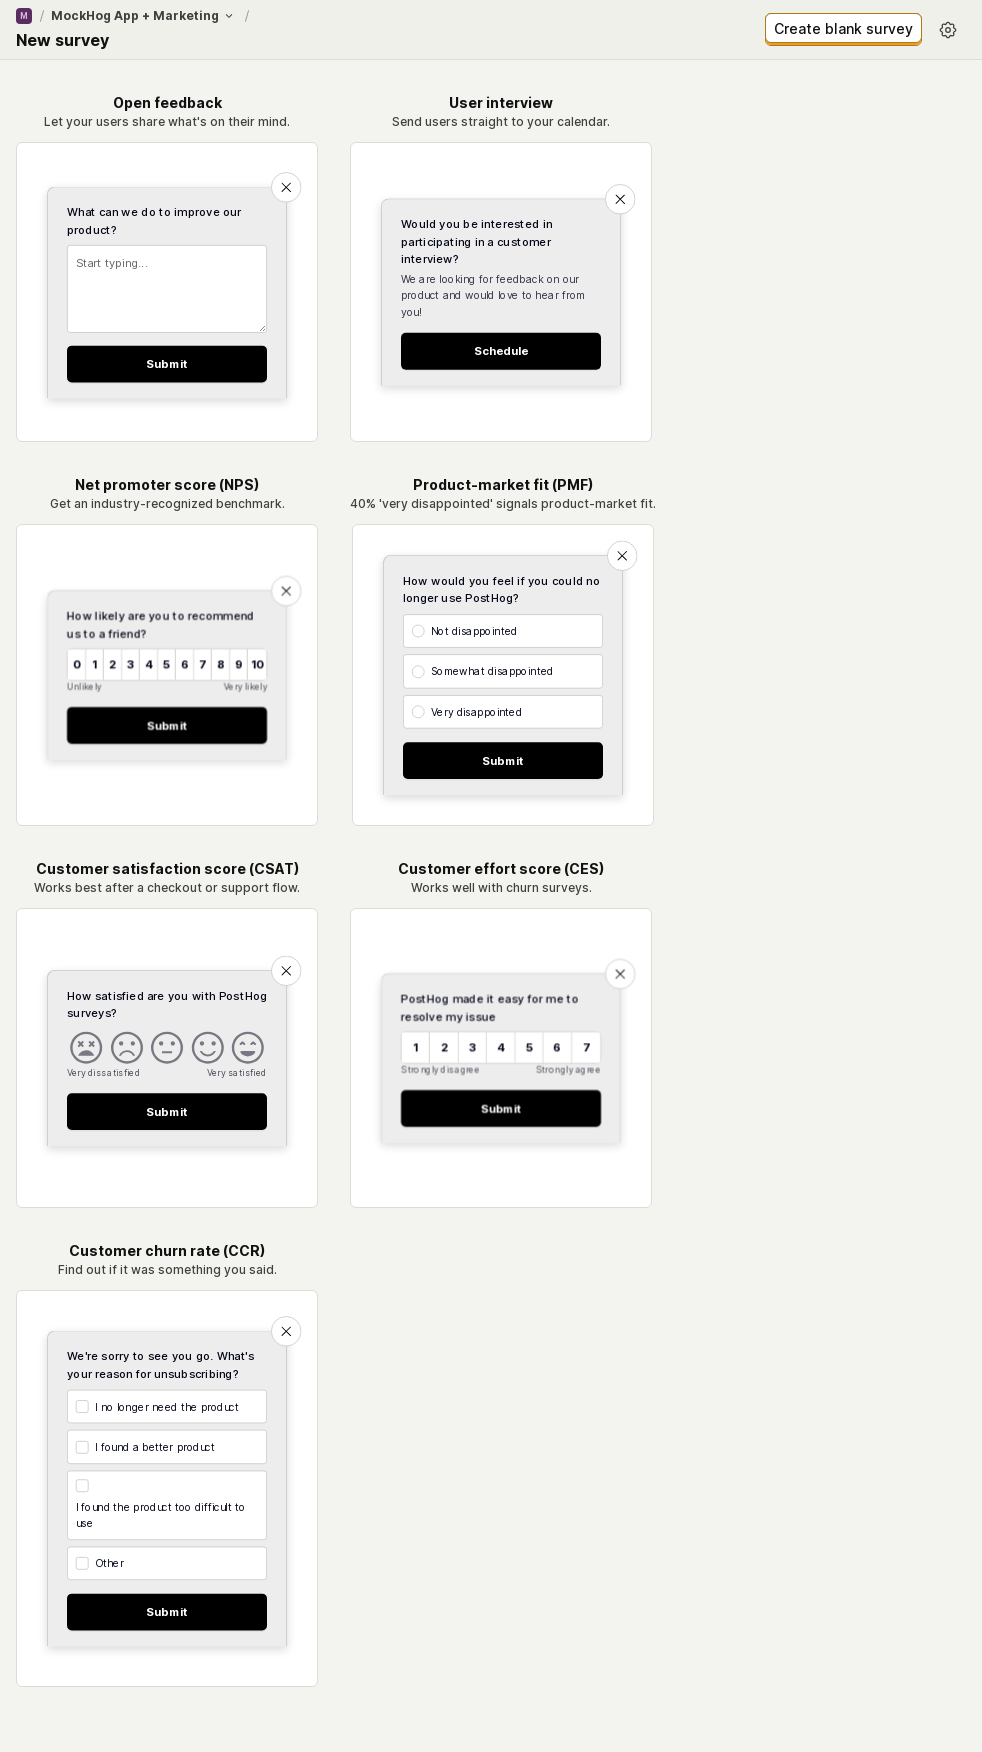 M / MockHog App + Marketing /
New survey
Create blank survey
Open feedback
Let your users share what's on their mind.
What can we do to improve our
product?
Start typing...
Submit
User interview
Send users straight to your calendar.
Would you be interested in
participating in a customer
interview?
We are looking for feedback on our
product and would love to hear from
you!
Schedule
Net promoter score (NPS)
Get an industry-recognized benchmark.
How likely are you to recommend
us to a friend?
0 1 2 3 4 5 6 7 8 9 10
Unlikely Very likely
Submit
Product-market fit (PMF)
40% 'very disappointed' signals product-market fit.
How would you feel if you could no
longer use PostHog?
Not disappointed
Somewhat disappointed
Very disappointed
Submit
Customer satisfaction score (CSAT)
Works best after a checkout or support flow.
How satisfied are you with PostHog
surveys?
Very dissatisfied Very satisfied
Submit
Customer effort score (CES)
Works well with churn surveys.
PostHog made it easy for me to
resolve my issue
1 2 3 4 5 6 7
Strongly disagree Strongly agree
Submit
Customer churn rate (CCR)
Find out if it was something you said.
We're sorry to see you go. What's
your reason for unsubscribing?
I no longer need the product
I found a better product
I found the product too difficult to
use
Other
Submit